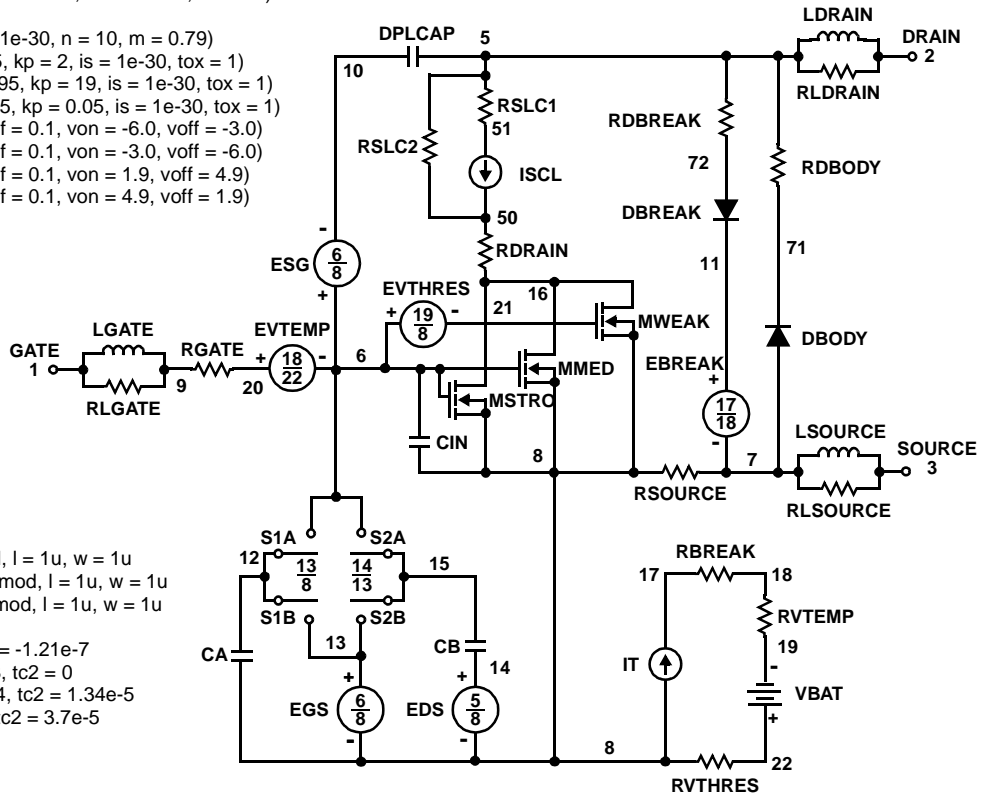 1e-30, n = 10, m = 0.79)
, kp = 2, is = 1e-30, tox = 1)
95, kp = 19, is = 1e-30, tox = 1)
5, kp = 0.05, is = 1e-30, tox = 1)
f = 0.1, von = -6.0, voff = -3.0)
f = 0.1, von = -3.0, voff = -6.0)
f = 0.1, von = 1.9, voff = 4.9)
f = 0.1, von = 4.9, voff = 1.9)
LDRAIN
DPLCAP
5
DRAIN
2
10
RLDRAIN
RSLC1
51
RDBREAK
RSLC2
72
RDBODY
ISCL
DBREAK
50
71
RDRAIN
11
-
ESG
6
8
+
EVTHRES
16
21
+
19
8
-
MWEAK
LGATE
EVTEMP
DBODY
GATE
1
RGATE
+
18
22
-
6
MMED
EBREAK
+
9
20
MSTRO
17
18
RLGATE
-
LSOURCE
CIN
8
7
SOURCE
3
RSOURCE
RLSOURCE
S1A
S2A
12
13
8
14
13
15
RBREAK
17
18
S1B
S2B
RVTEMP
13
CB
19
CA
IT
-
14
+
+
VBAT
EGS
6
8
EDS
5
8
+
-
-
8
22
RVTHRES
, l = 1u, w = 1u
mod, l = 1u, w = 1u
mod, l = 1u, w = 1u
= -1.21e-7
, tc2 = 0
4, tc2 = 1.34e-5
tc2 = 3.7e-5